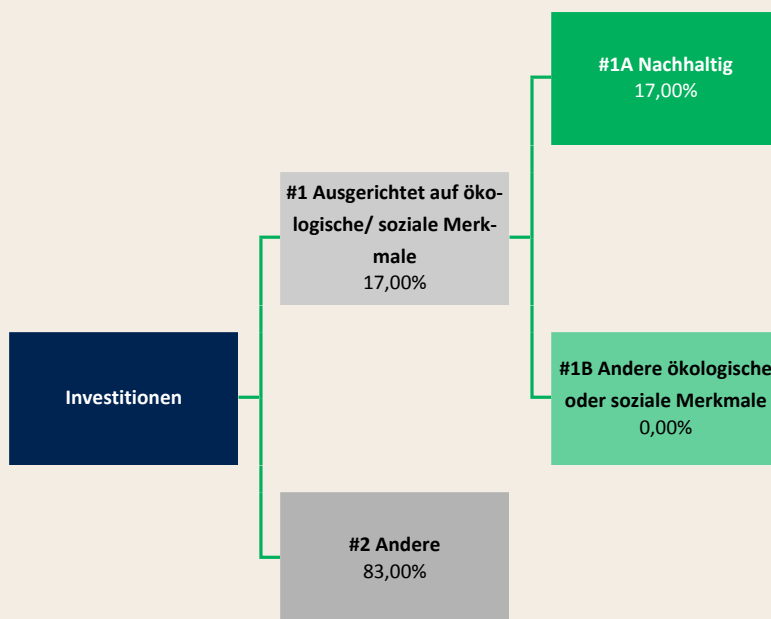 #1A Nachhaltig
17,00%
#1 Ausgerichtet auf öko-
logische/ soziale Merk-
male
17,00%
Investitionen
#1B Andere ökologische
oder soziale Merkmale
0,00%
#2 Andere
83,00%